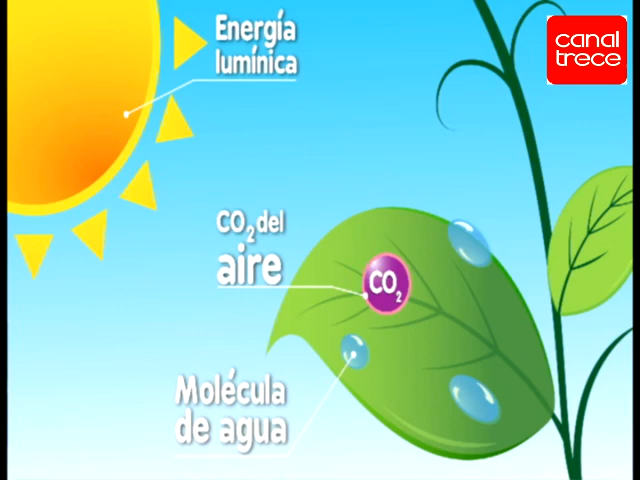 Energía
lumínica
canal
trece
CO₂ del
aire
CO₂
Molécula
de agua